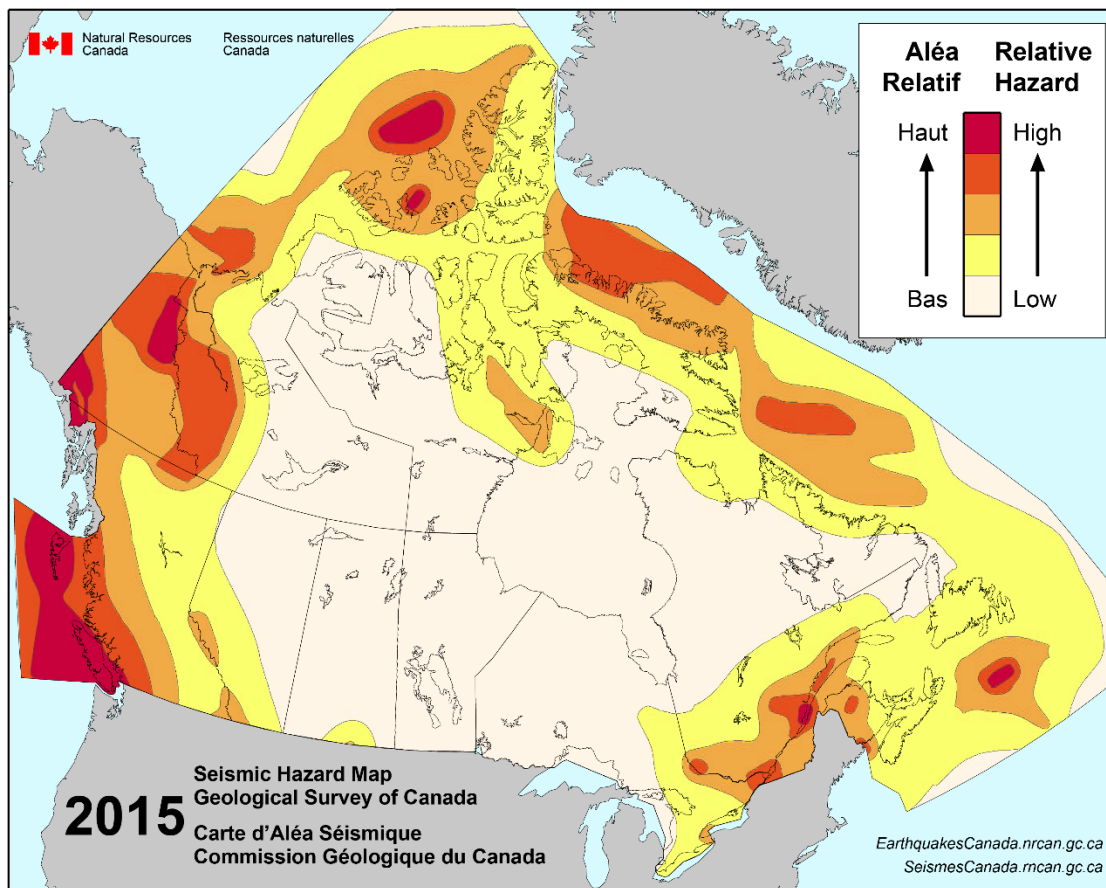 Natural Resources
Canada
Ressources naturelles
Canada
Aléa
Relatif
Relative
Hazard
Haut
High
Bas
Low
2015
Seismic Hazard Map
Geological Survey of Canada
Carte d'Aléa Séismique
Commission Géologique du Canada
EarthquakesCanada.nrcan.gc.ca
SeismesCanada.nrcan.gc.ca